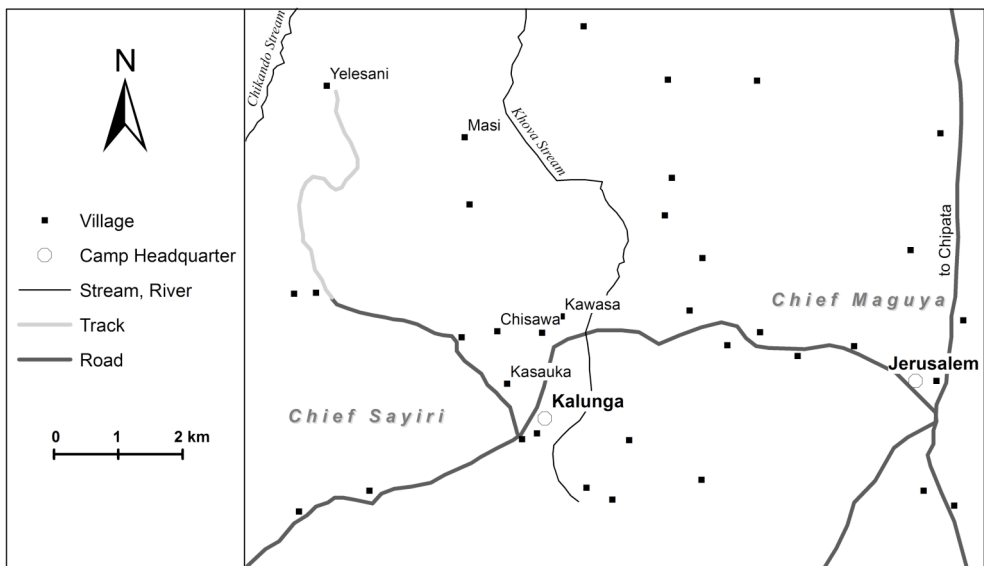 N
Village
Camp Headquarter
Stream, River
Track
Road
0 1 2 km
Chikando Stream
Yelesani
Masi
Khova Stream
to Chipata
Chief Maguya
Kawasa
Chisawa
Jerusalem
Kasauka
Kalunga
Chief Sayiri